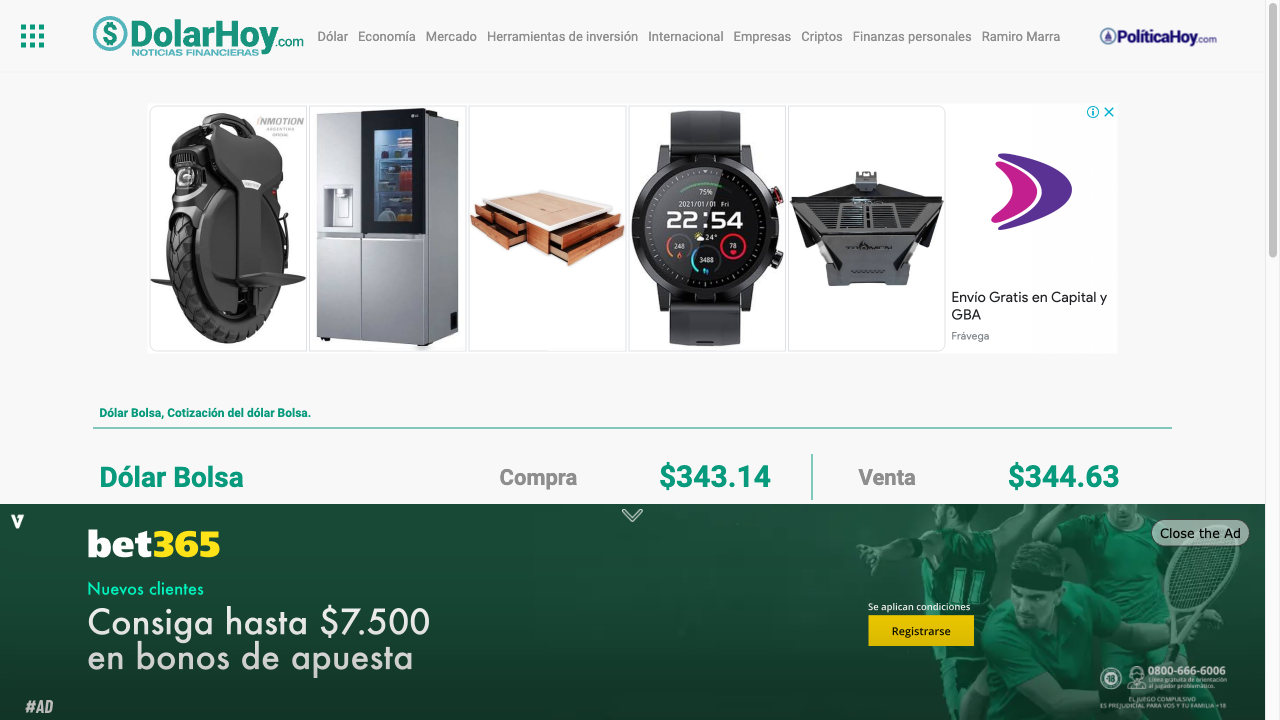 DolarHoy.com
NOTICIAS FINANCIERAS
Dólar Economía Mercado Herramientas de inversión Internacional Empresas Criptos Finanzas personales Ramiro Marra
PolíticaHoy.com
INMOTION
ARGENTINA
OFICIAL
LG
75%
2021/01/01 Fri
22:54
24°
248
78
3488
Envío Gratis en Capital y
GBA
Frávega
Dólar Bolsa, Cotización del dólar Bolsa.
Dólar Bolsa Compra $343.14 Venta $344.63
V
Close the Ad
bet365
Nuevos clientes
Consiga hasta $7.500
en bonos de apuesta
Se aplican condiciones
Registrarse
0800-666-6006
Línea gratuita de orientación
al jugador problemático.
EL JUEGO COMPULSIVO
ES PREJUDICIAL PARA VOS Y TU FAMILIA +18
#AD